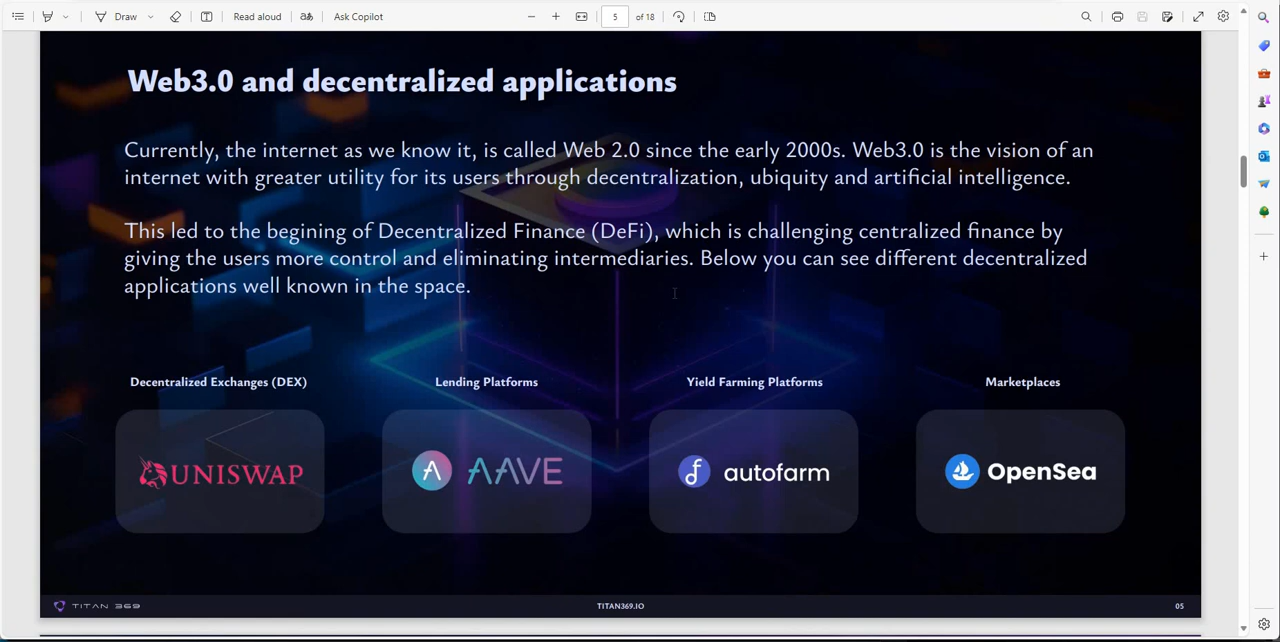 Draw
Read aloud
Ask Copilot
5
of 18
Web3.0 and decentralized applications
Currently, the internet as we know it, is called Web 2.0 since the early 2000s. Web3.0 is the vision of an
internet with greater utility for its users through decentralization, ubiquity and artificial intelligence.
This led to the begining of Decentralized Finance (DeFi), which is challenging centralized finance by
giving the users more control and eliminating intermediaries. Below you can see different decentralized
applications well known in the space.
Decentralized Exchanges (DEX)
Lending Platforms
Yield Farming Platforms
Marketplaces
UNISWAP
AAVE
autofarm
OpenSea
TITAN 369
TITAN369.IO
05